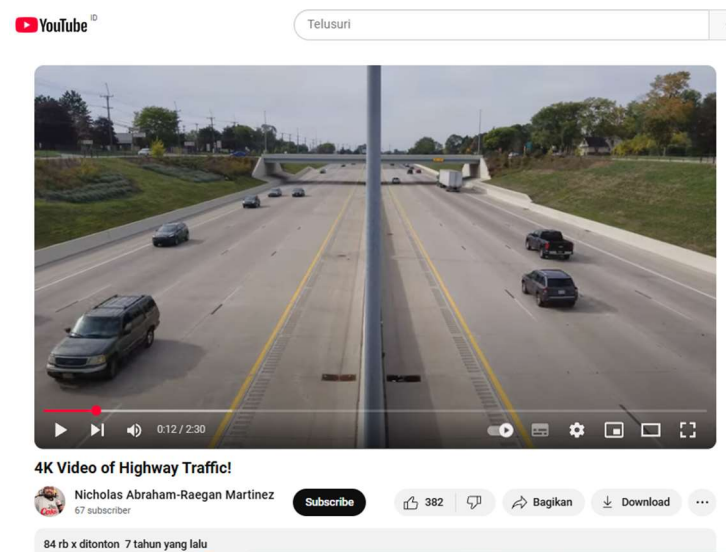 YouTube ID
Telusuri
0:12 / 2:30
4K Video of Highway Traffic!
Nicholas Abraham-Raegan Martinez
67 subscriber
Subscribe
382
Bagikan
Download
84 rb x ditonton 7 tahun yang lalu